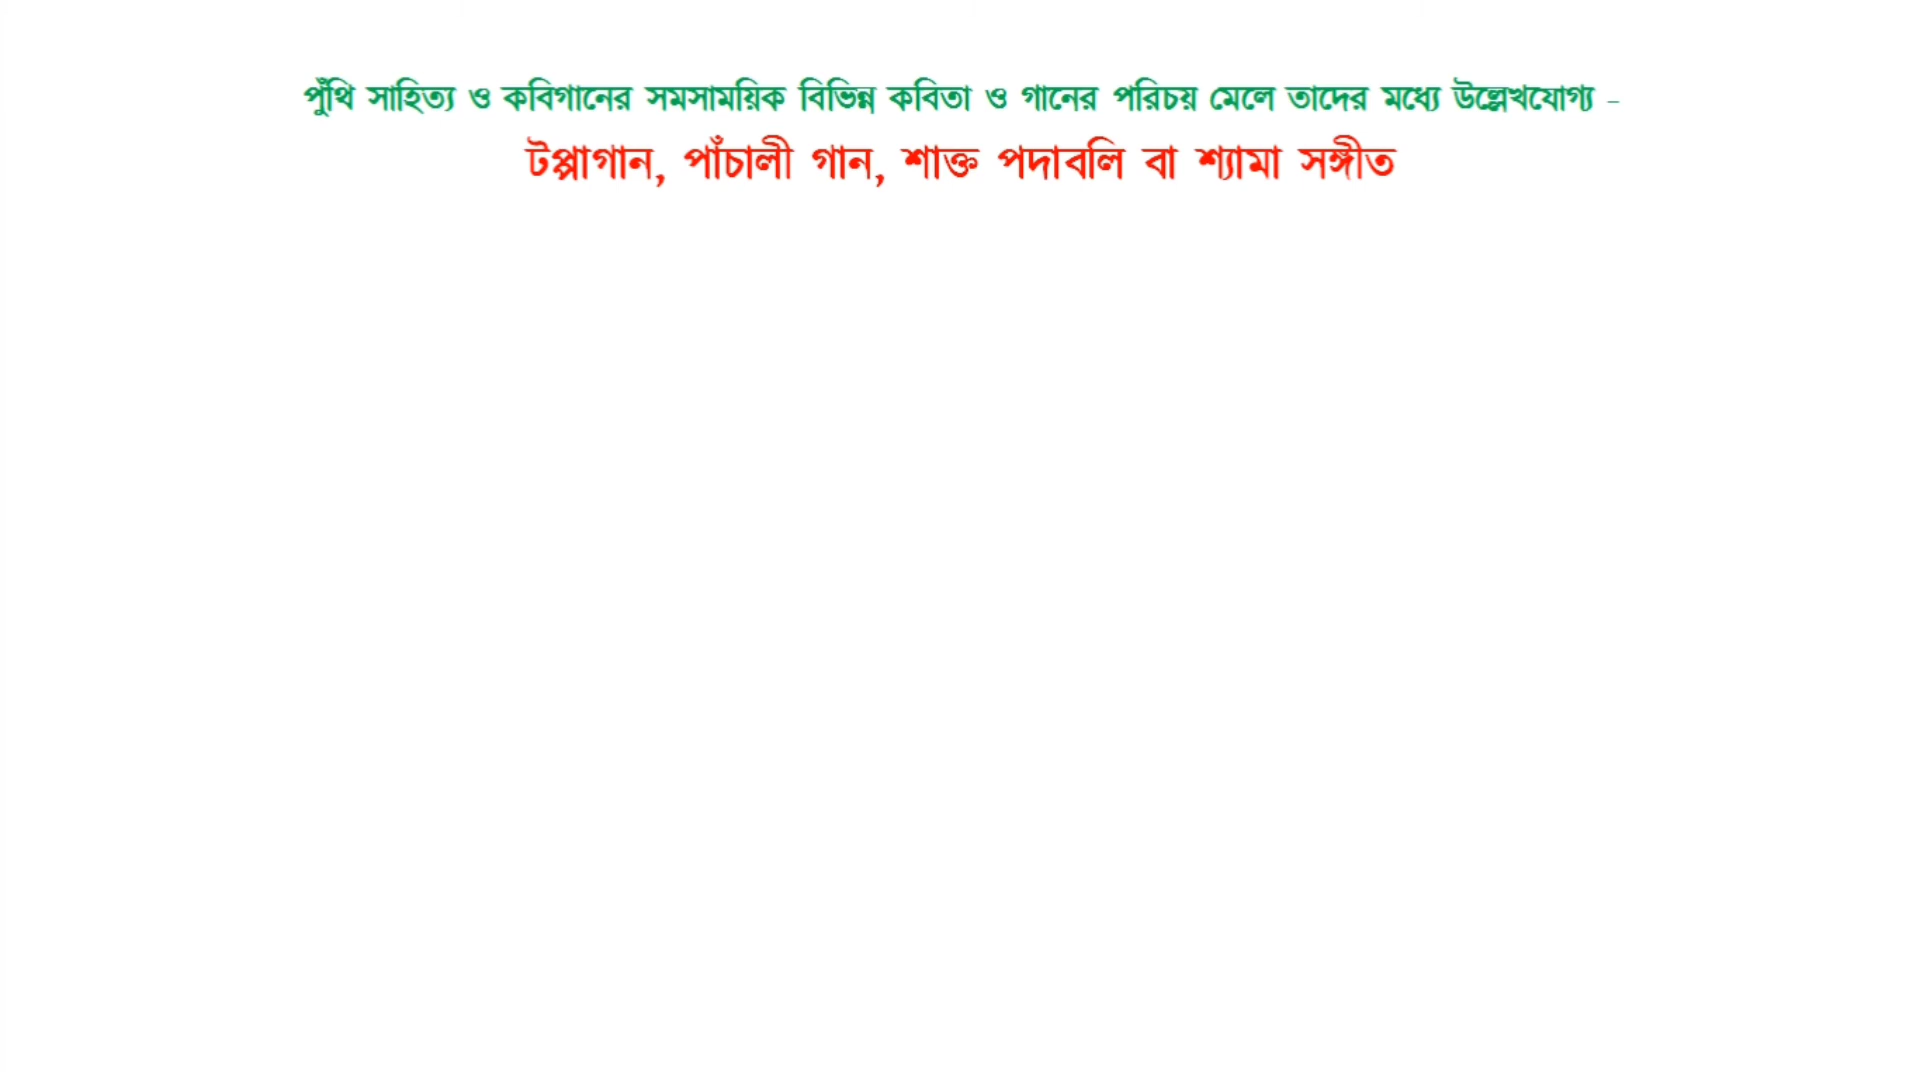 পুঁথি সাহিত্য ও কবিগানের সমসাময়িক বিভিন্ন কবিতা ও গানের পরিচয় মেলে তাদের মধ্যে উল্লেখযোগ্য -
টপ্পাগান, পাঁচালী গান, শাক্ত পদাবলি বা শ্যামা সঙ্গীত